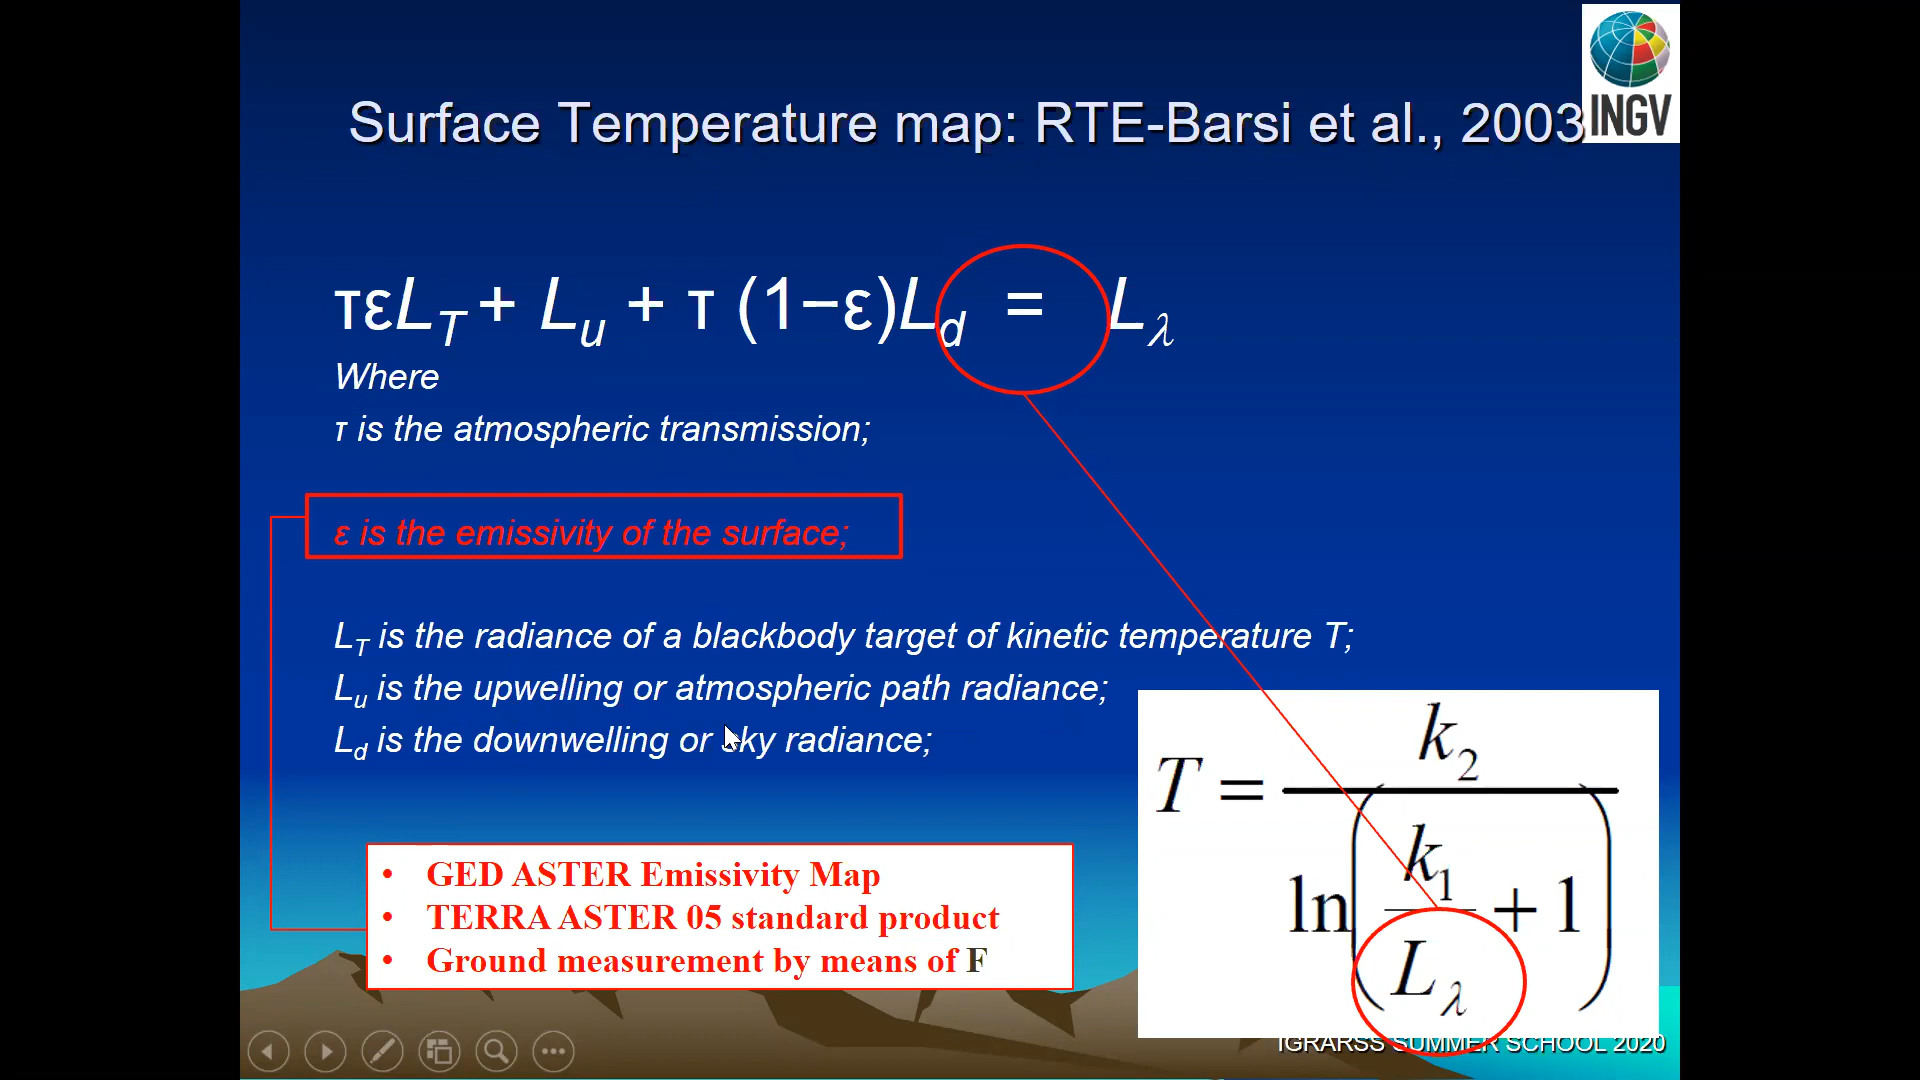 INGV
Surface Temperature map: RTE-Barsi et al., 2003
τεL_T + L_u + τ (1−ε)L_d = L_λ
Where
τ is the atmospheric transmission;
ε is the emissivity of the surface;
L_T is the radiance of a blackbody target of kinetic temperature T;
L_u is the upwelling or atmospheric path radiance;
L_d is the downwelling or sky radiance;
T = k_2 / ln(k_1 / L_λ + 1)
• GED ASTER Emissivity Map
• TERRA ASTER 05 standard product
• Ground measurement by means of F
IGRARSS SUMMER SCHOOL 2020